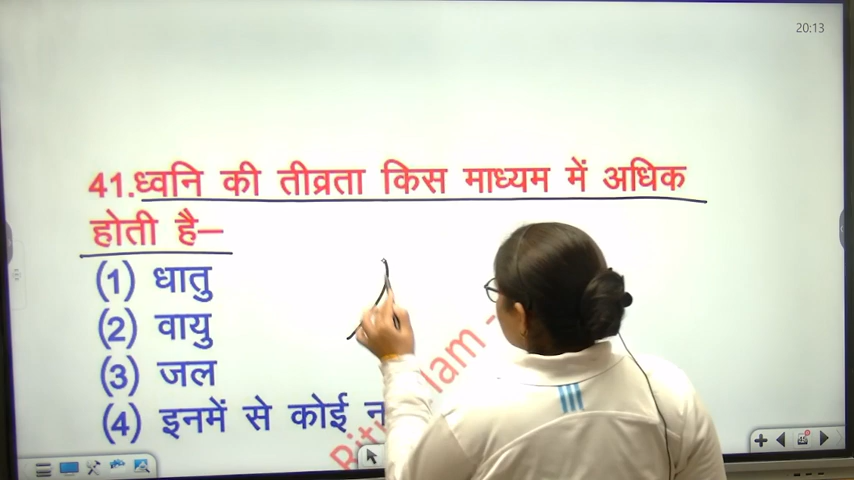 20:13
41.ध्वनि की तीव्रता किस माध्यम में अधिक
होती है–
(1) धातु
(2) वायु
(3) जल
(4) इनमें से कोई